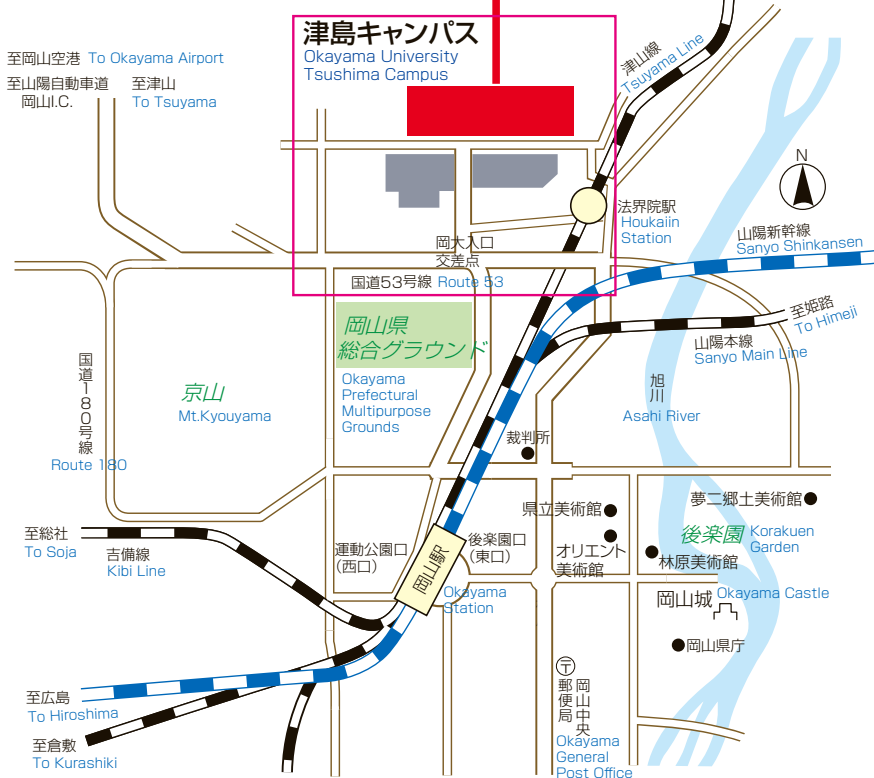 津島キャンパス
Okayama University
Tsushima Campus
至岡山空港 To Okayama Airport
至山陽自動車道
岡山I.C.
至津山
To Tsuyama
津山線
Tsuyama Line
N
法界院駅
Houkaiin
Station
山陽新幹線
Sanyo Shinkansen
岡大入口
交差点
国道53号線 Route 53
至姫路
To Himeji
山陽本線
Sanyo Main Line
岡山県
総合グラウンド
Okayama
Prefectural
Multipurpose
Grounds
国道180号線
Route 180
京山
Mt.Kyouyama
旭川
Asahi River
裁判所
県立美術館
オリエント
美術館
夢二郷土美術館
後楽園 Korakuen
Garden
林原美術館
至総社
To Soja
吉備線
Kibi Line
運動公園口
(西口)
岡山駅
後楽園口
(東口)
Okayama
Station
岡山城 Okayama Castle
岡山県庁
〒
岡山中央
郵便局
Okayama
General
Post Office
至広島
To Hiroshima
至倉敷
To Kurashiki